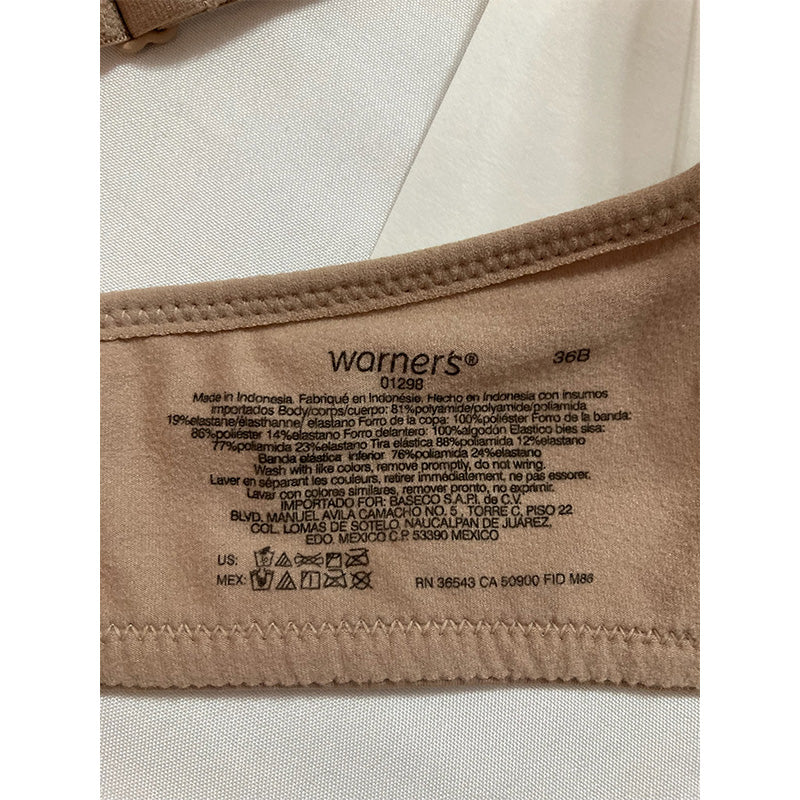 warner's®
36B
01298
Made in Indonesia. Fabriqué en Indonésie. Hecho en Indonesia con insumos
importados Body/corps/cuerpo: 81%polyamide/polyamide/poliamida
19%elastane/élasthanne/ elastano Forro de la copa: 100%poliéster Forro de la banda:
86%poliéster 14%elastano Forro delantero: 100%algodon Elastico bies sisa:
77%poliamida 23%elastano Tira elástica 88%poliamida 12%elastano
Banda elástica inferior 76%poliamida 24%elastano
Wash with like colors, remove promptly, do not wring.
Laver en séparant les couleurs, retirer immédiatement, ne pas essorer.
Lavar con colores similares, remover pronto, no exprimir.
IMPORTADO FOR: BASECO S.A.P.I. de C.V.
BLVD. MANUEL AVILA CAMACHO NO. 5 , TORRE C, PISO 22
COL. LOMAS DE SOTELO, NAUCALPAN DE JUÁREZ,
EDO. MEXICO C.P. 53390 MEXICO
US:
MEX:
RN 36543 CA 50900 FID M86